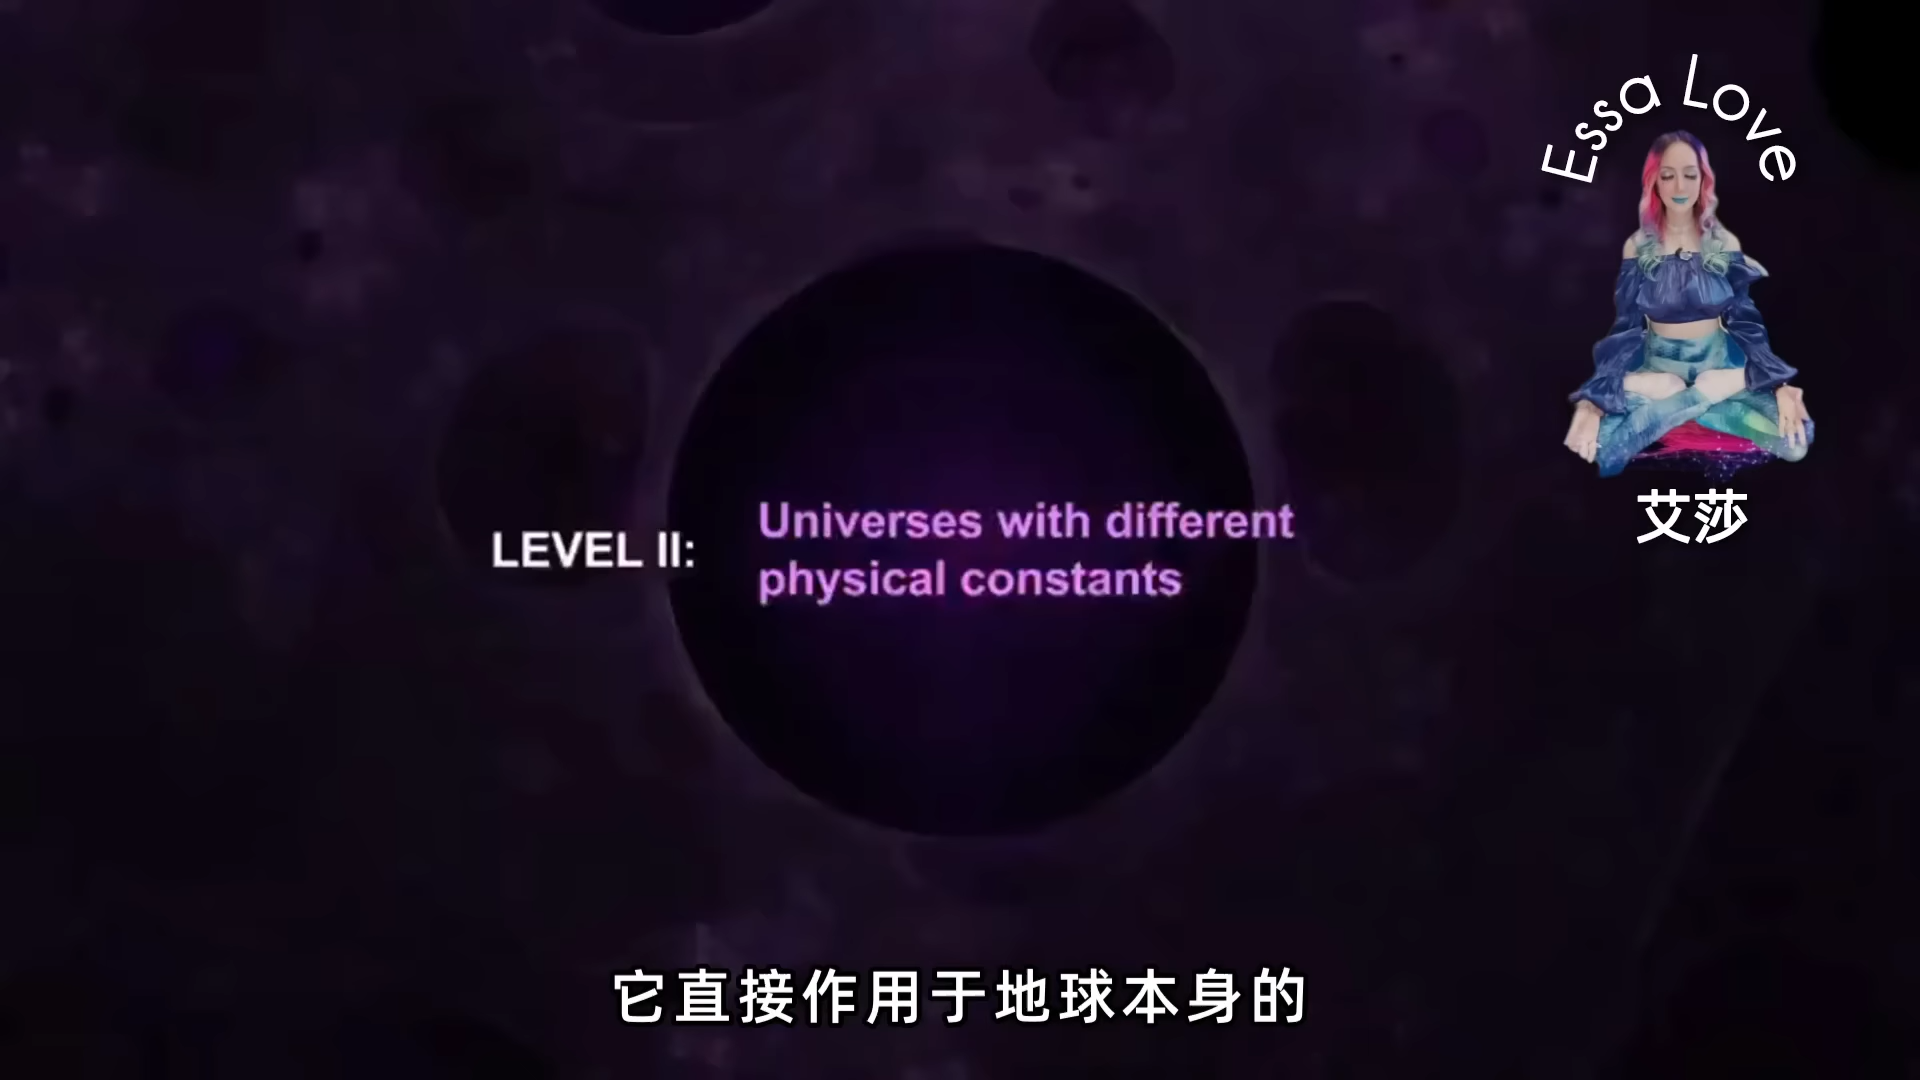 Essa Love
艾莎
LEVEL II:
Universes with different
physical constants
它直接作用于地球本身的